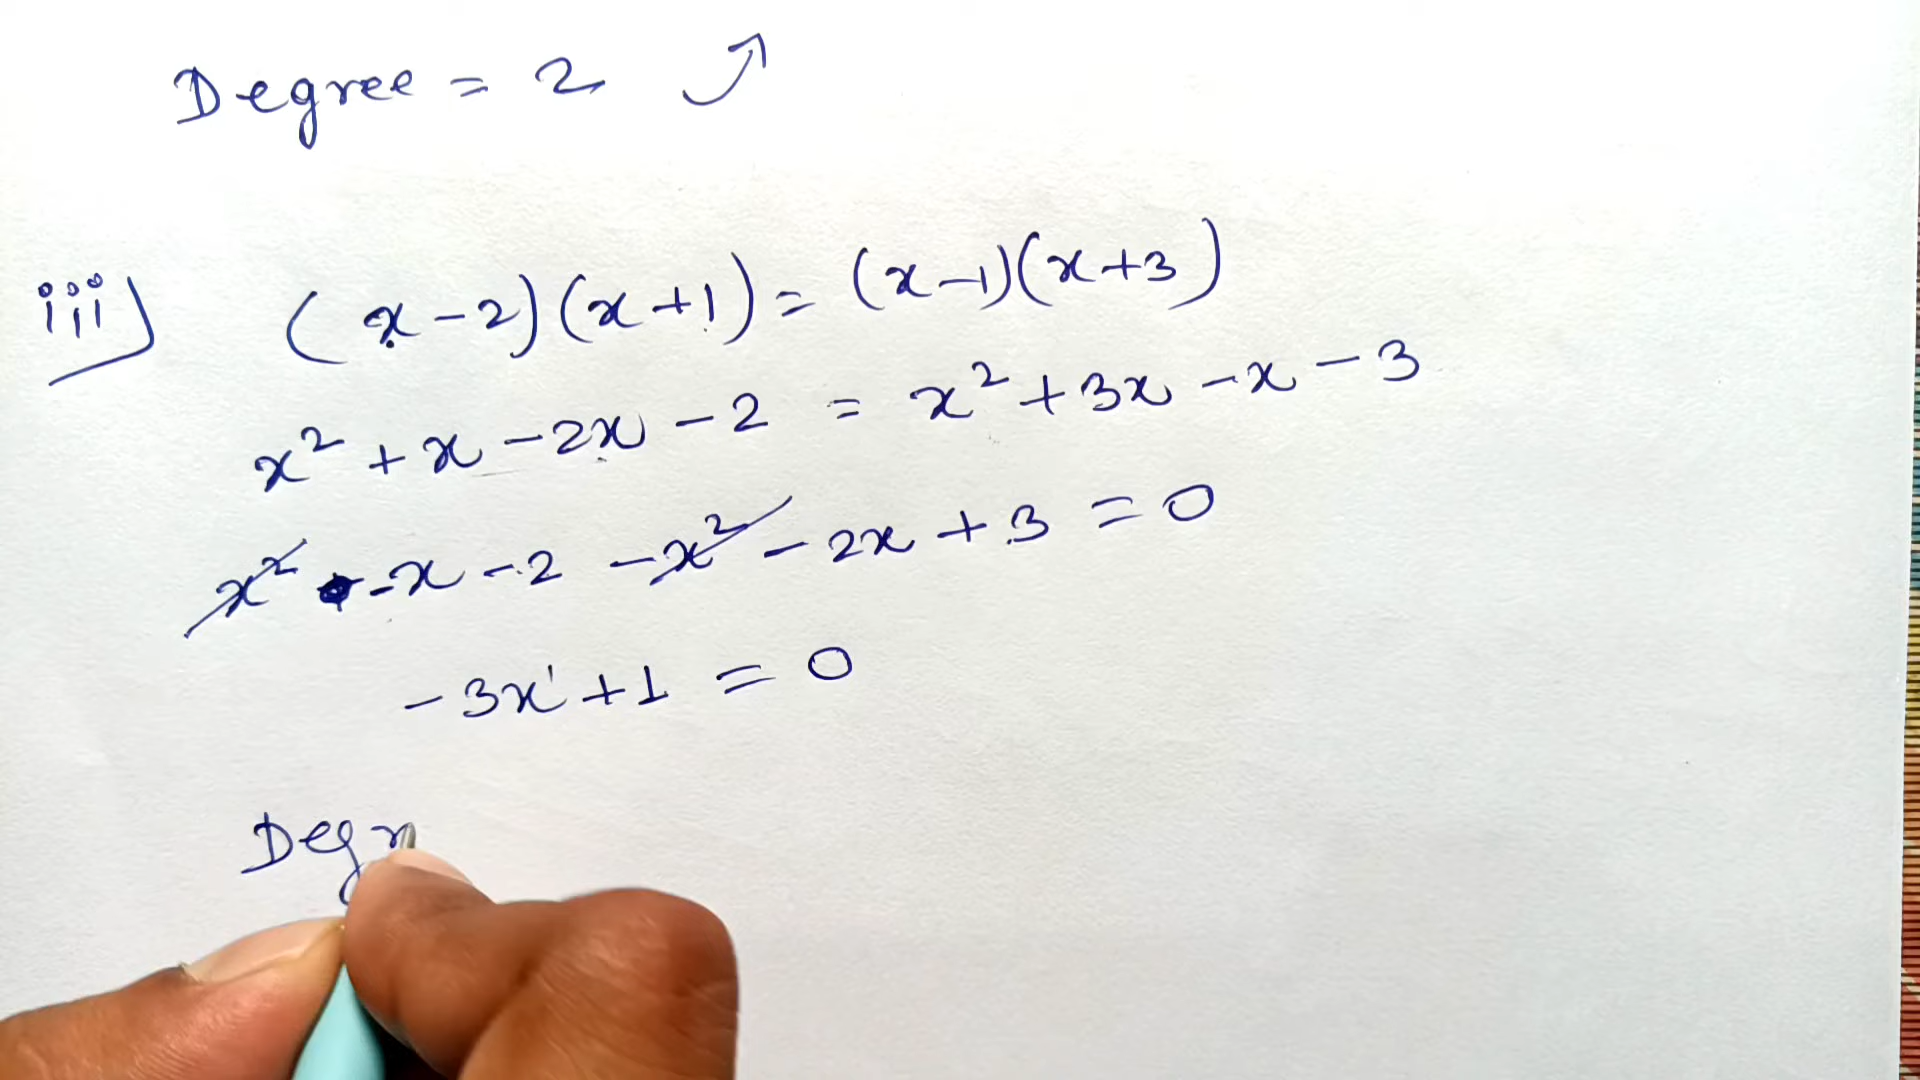 Degree = 2
iii) (x-2)(x+1) = (x-1)(x+3)
x² + x - 2x - 2 = x² + 3x - x - 3
x² - x - 2 - x² - 2x + 3 = 0
-3x¹ + 1 = 0
Degr